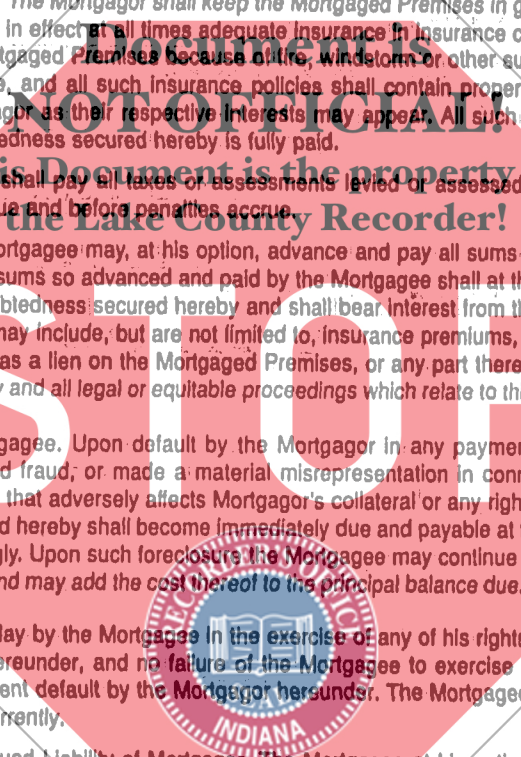 The Mortgagor shall keep the Mortgaged Premises in g
in effect at all times adequate insurance in insurance c
Document is
tgaged Premises because of fire, windstorm or other su
, and all such insurance policies shall contain proper
NOT OFFICIAL!
gor as their respective interests may appear. All such
edness secured hereby is fully paid.
is Document is the property
shall pay all taxes or assessments levied or assessed
ue and before penalties accrue.
the Lake County Recorder!
ortgagee may, at his option, advance and pay all sums
sums so advanced and paid by the Mortgagee shall at th
btedness secured hereby and shall bear interest from th
may include, but are not limited to, insurance premiums,
as a lien on the Mortgaged Premises, or any part there
y and all legal or equitable proceedings which relate to the
STOP
gagee. Upon default by the Mortgagor in any paymen
d fraud, or made a material misrepresentation in conn
that adversely affects Mortgagor's collateral or any righ
d hereby shall become immediately due and payable at
gly. Upon such foreclosure the Mortgagee may continue
nd may add the cost thereof to the principal balance due.
RECORDER'S OFFICE
lay by the Mortgagee in the exercise of any of his rights
ereunder, and no failure of the Mortgagee to exercise
SEAL
ent default by the Mortgagor hereunder. The Mortgagee
rrently.
INDIANA